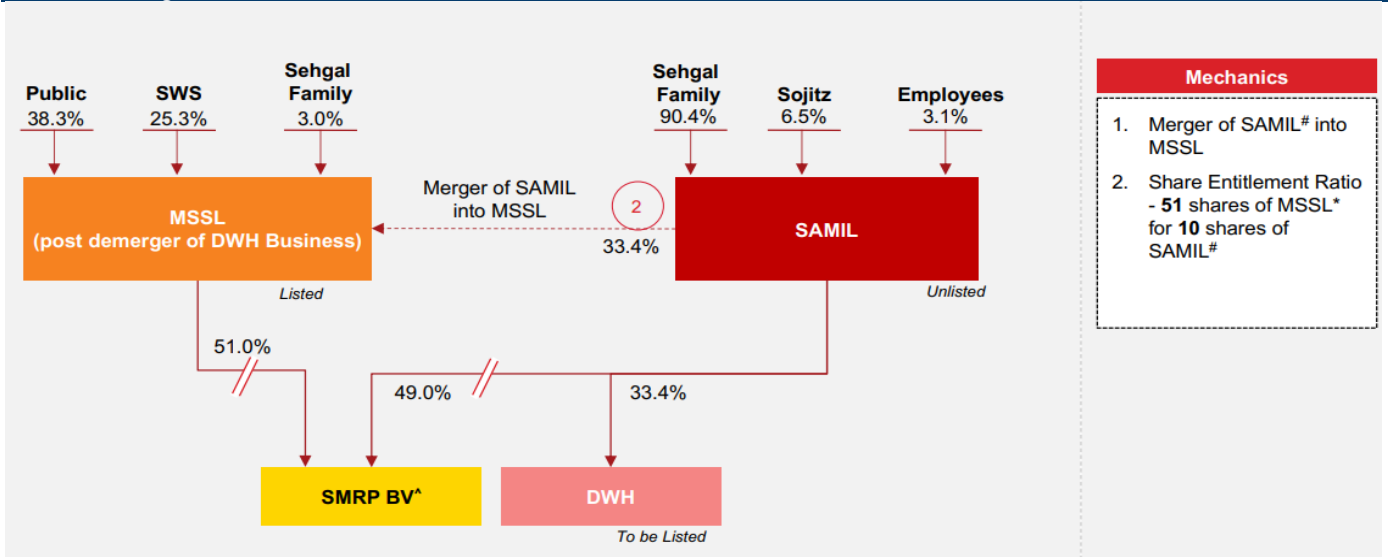 Public
38.3%
SWS
25.3%
Sehgal
Family
3.0%
Sehgal
Family
90.4%
Sojitz
6.5%
Employees
3.1%
MSSL
(post demerger of DWH Business)
Listed
Merger of SAMIL
into MSSL
2
33.4%
SAMIL
Unlisted
51.0%
49.0%
33.4%
SMRP BV^
DWH
To be Listed
Mechanics
1. Merger of SAMIL# into
MSSL
2. Share Entitlement Ratio
- 51 shares of MSSL*
for 10 shares of
SAMIL#